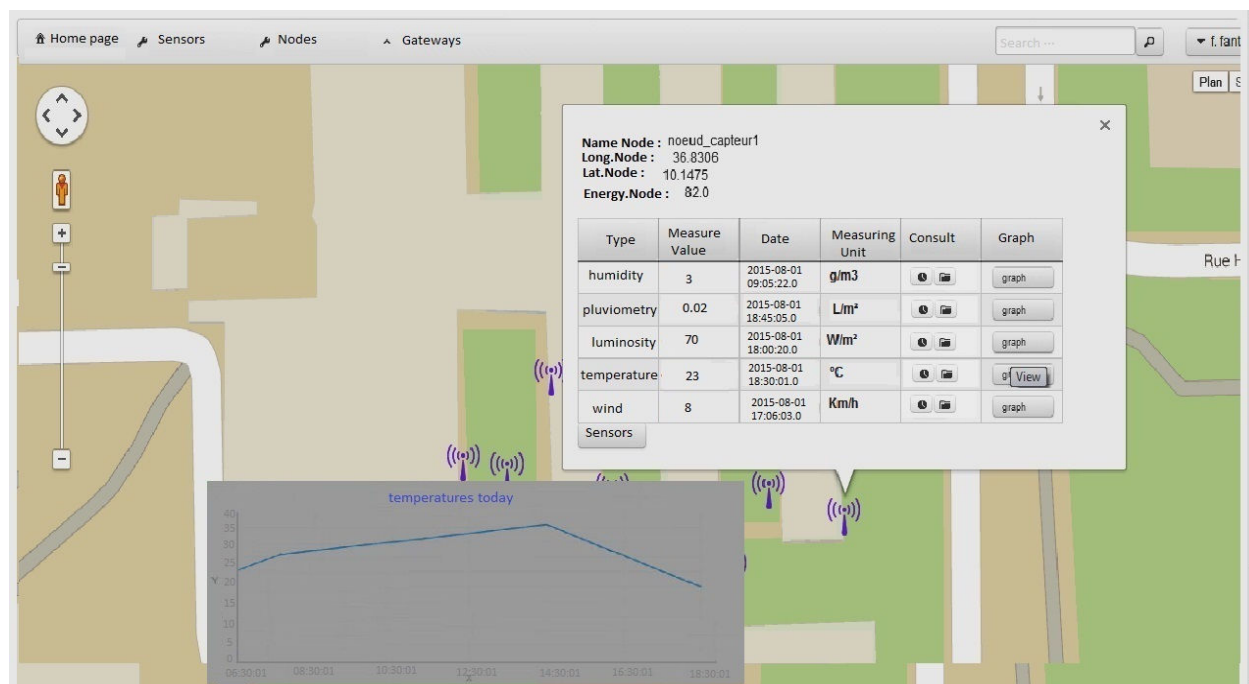 Home page Sensors Nodes Gateways Search --- f. fant
Plan S
Name Node : noeud_capteur1
Long.Node : 36.8306
Lat.Node : 10.1475
Energy.Node : 82.0
Type Measure Value Date Measuring Unit Consult Graph
humidity 3 2015-08-01 09:05:22.0 g/m3 graph
pluviometry 0.02 2015-08-01 18:45:05.0 L/m² graph
luminosity 70 2015-08-01 18:00:20.0 W/m² graph
temperature 23 2015-08-01 18:30:01.0 °C gr View
wind 8 2015-08-01 17:06:03.0 Km/h graph
Sensors
Rue H
temperatures today
40
35
30
25
Y 20
15
10
5
0
06:30:01 08:30:01 10:30:01 12:30:01 14:30:01 16:30:01 18:30:01
X